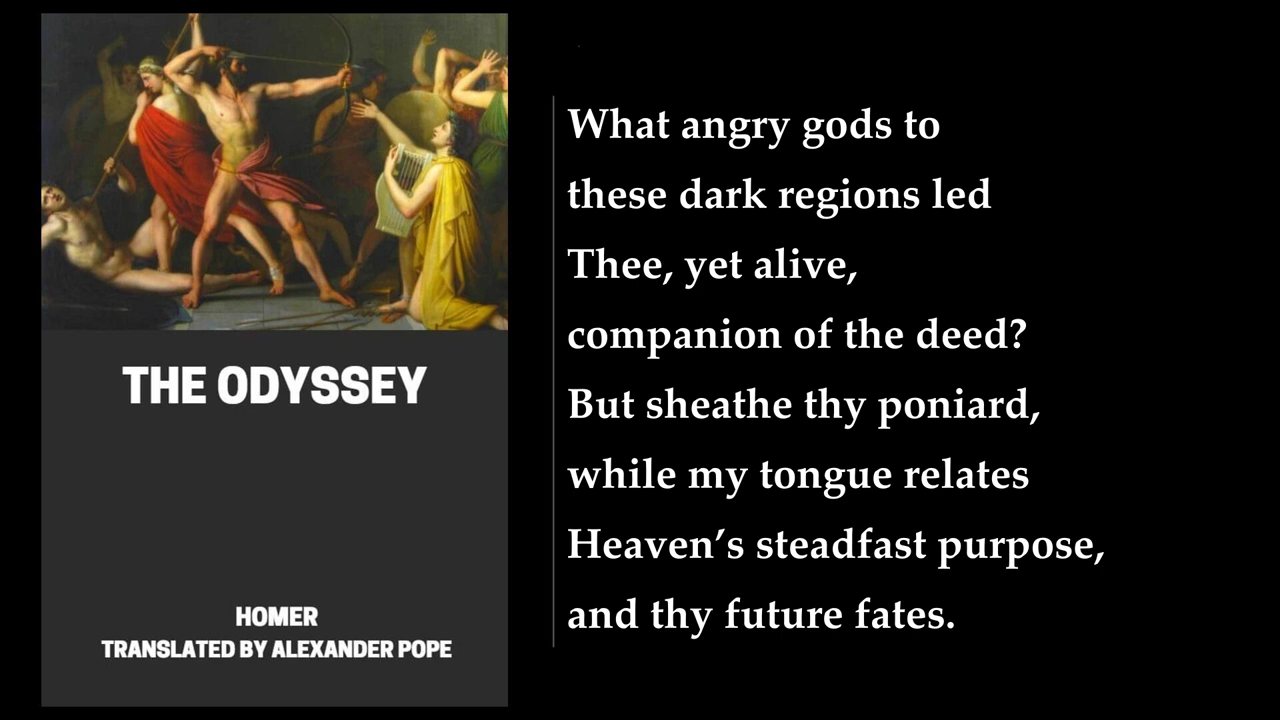 THE ODYSSEY
HOMER
TRANSLATED BY ALEXANDER POPE
What angry gods to
these dark regions led
Thee, yet alive,
companion of the deed?
But sheathe thy poniard,
while my tongue relates
Heaven’s steadfast purpose,
and thy future fates.